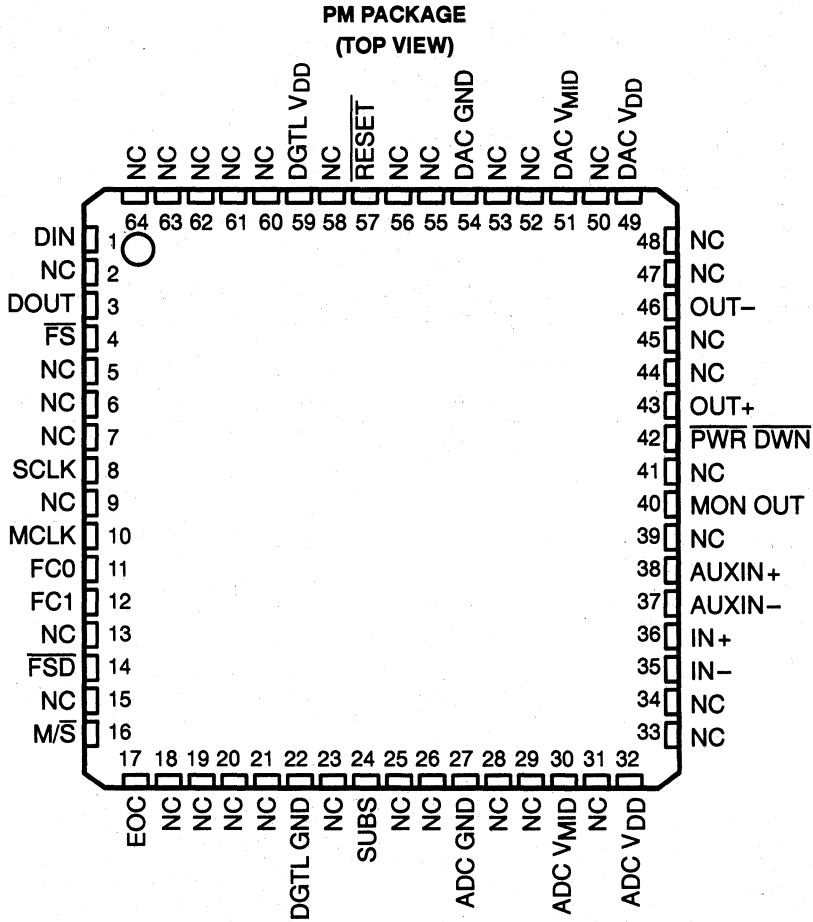 PM PACKAGE
(TOP VIEW)
NC
NC
NC
NC
NC
DGTL VDD
NC
R̅E̅S̅E̅T̅
NC
NC
DAC GND
NC
NC
DAC VMID
NC
DAC VDD
64 63 62 61 60 59 58 57 56 55 54 53 52 51 50 49
DIN 1
NC 2
DOUT 3
F̅S̅ 4
NC 5
NC 6
NC 7
SCLK 8
NC 9
MCLK 10
FC0 11
FC1 12
NC 13
F̅S̅D̅ 14
NC 15
M/S̅ 16
48 NC
47 NC
46 OUT−
45 NC
44 NC
43 OUT+
42 P̅W̅R̅ D̅W̅N̅
41 NC
40 MON OUT
39 NC
38 AUXIN+
37 AUXIN−
36 IN+
35 IN−
34 NC
33 NC
17 18 19 20 21 22 23 24 25 26 27 28 29 30 31 32
EOC
NC
NC
NC
NC
DGTL GND
NC
SUBS
NC
NC
ADC GND
NC
NC
ADC VMID
NC
ADC VDD